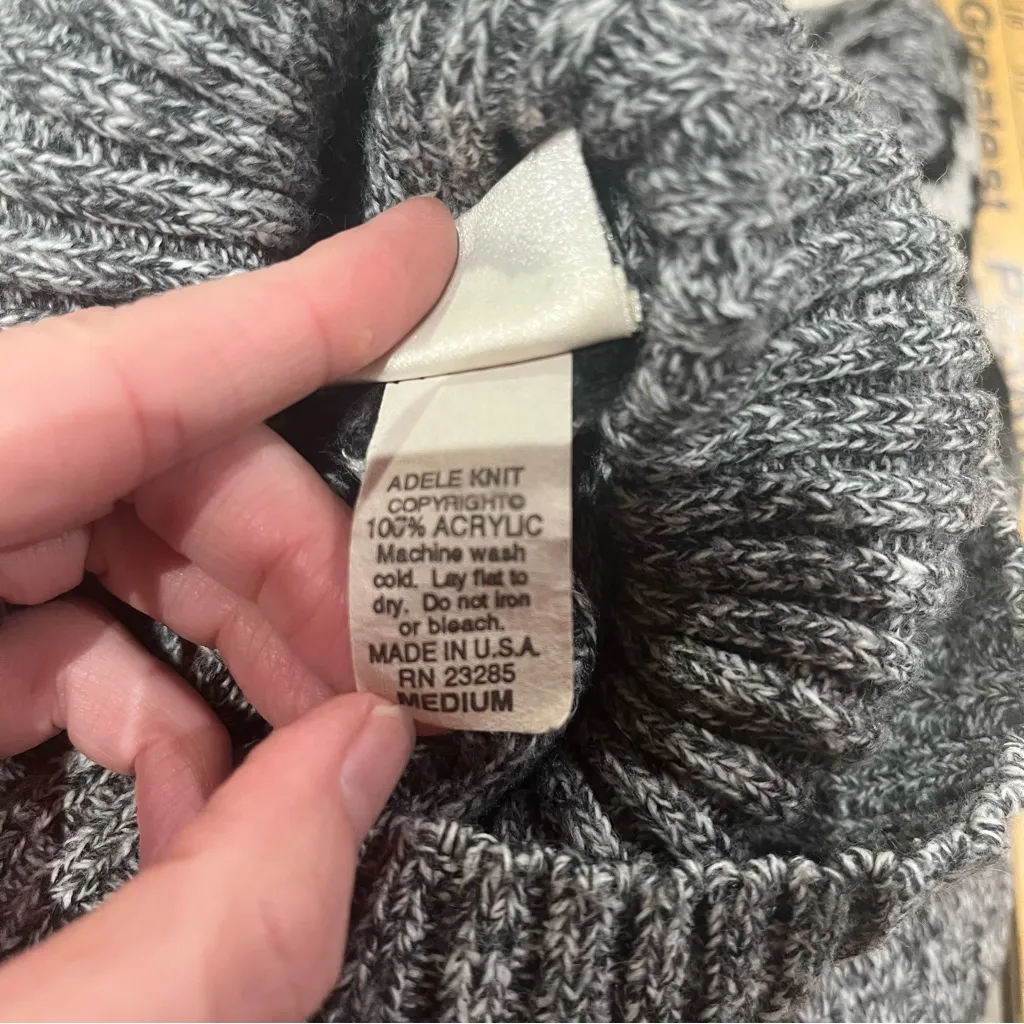 ADELE KNIT
COPYRIGHT©
100% ACRYLIC
Machine wash
cold. Lay flat to
dry. Do not iron
or bleach.
MADE IN U.S.A.
RN 23285
MEDIUM
Greatest